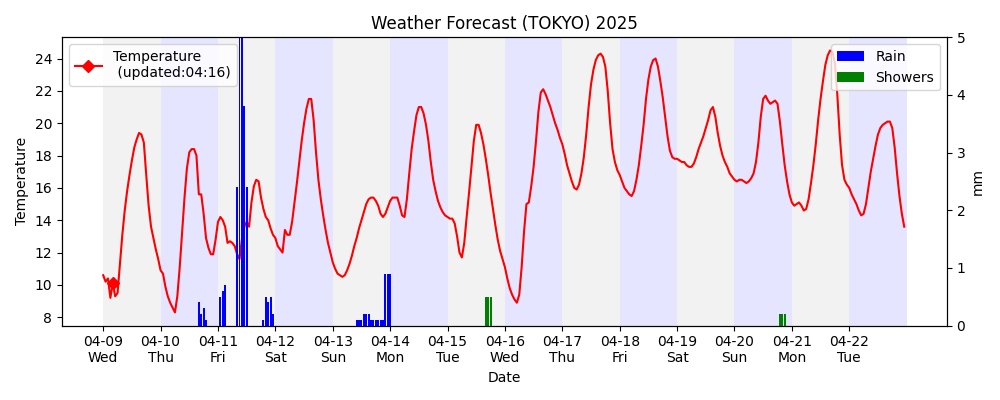 Weather Forecast (TOKYO) 2025
Temperature
(updated:04:16)
Rain
Showers
Temperature
24
22
20
18
16
14
12
10
8
5
4
3
2
1
0
mm
04-09 04-10 04-11 04-12 04-13 04-14 04-15 04-16 04-17 04-18 04-19 04-20 04-21 04-22
Wed Thu Fri Sat Sun Mon Tue Wed Thu Fri Sat Sun Mon Tue
Date